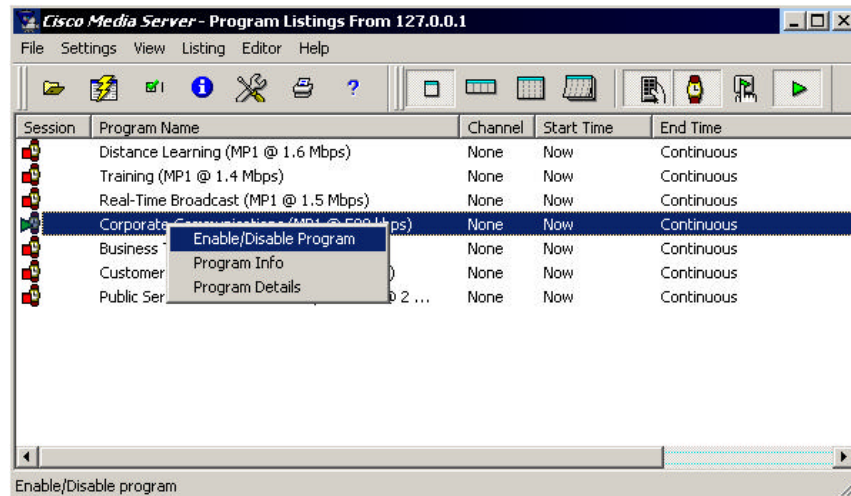 Cisco Media Server - Program Listings From 127.0.0.1
File Settings View Listing Editor Help
Session Program Name Channel Start Time End Time
Distance Learning (MP1 @ 1.6 Mbps) None Now Continuous
Training (MP1 @ 1.4 Mbps) None Now Continuous
Real-Time Broadcast (MP1 @ 1.5 Mbps) None Now Continuous
Corporate None Now Continuous
Enable/Disable Program
Business None Now Continuous
Program Info
Customer None Now Continuous
Program Details
Public None Now Continuous
Enable/Disable program